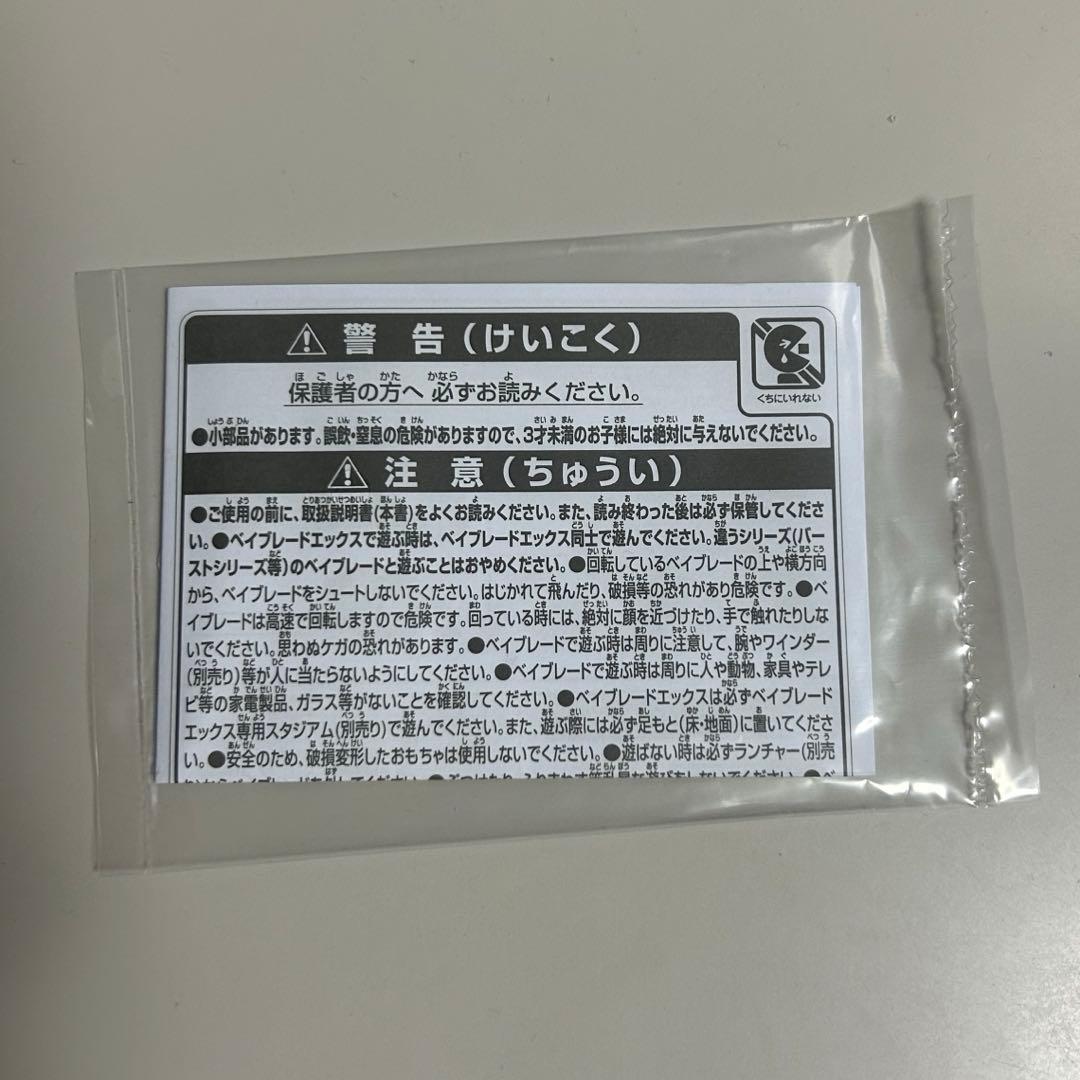 警 告（けいこく）
くちにいれない
保護者の方へ 必ずお読みください。
●小部品があります。誤飲・窒息の危険がありますので、3才未満のお子様には絶対に与えないでください。
注 意（ちゅうい）
●ご使用の前に、取扱説明書(本書)をよくお読みください。また、読み終わった後は必ず保管してくださ
い。●ベイブレードエックスで遊ぶ時は、ベイブレードエックス同士で遊んでください。違うシリーズ(バー
ストシリーズ等)のベイブレードと遊ぶことはおやめください。●回転しているベイブレードの上や横方向
から、ベイブレードをシュートしないでください。はじかれて飛んだり、破損等の恐れがあり危険です。●ベ
イブレードは高速で回転しますので危険です。回っている時には、絶対に顔を近づけたり、手で触れたりしな
いでください。思わぬケガの恐れがあります。●ベイブレードで遊ぶ時は周りに注意して、腕やワインダー
(別売り)等が人に当たらないようにしてください。●ベイブレードで遊ぶ時は周りに人や動物、家具やテレ
ビ等の家電製品、ガラス等がないことを確認してください。●ベイブレードエックスは必ずベイブレード
エックス専用スタジアム(別売り)で遊んでください。また、遊ぶ際には必ず足もと(床・地面)に置いてくださ
い。●安全のため、破損変形したおもちゃは使用しないでください。●遊ばない時は必ずランチャー(別売